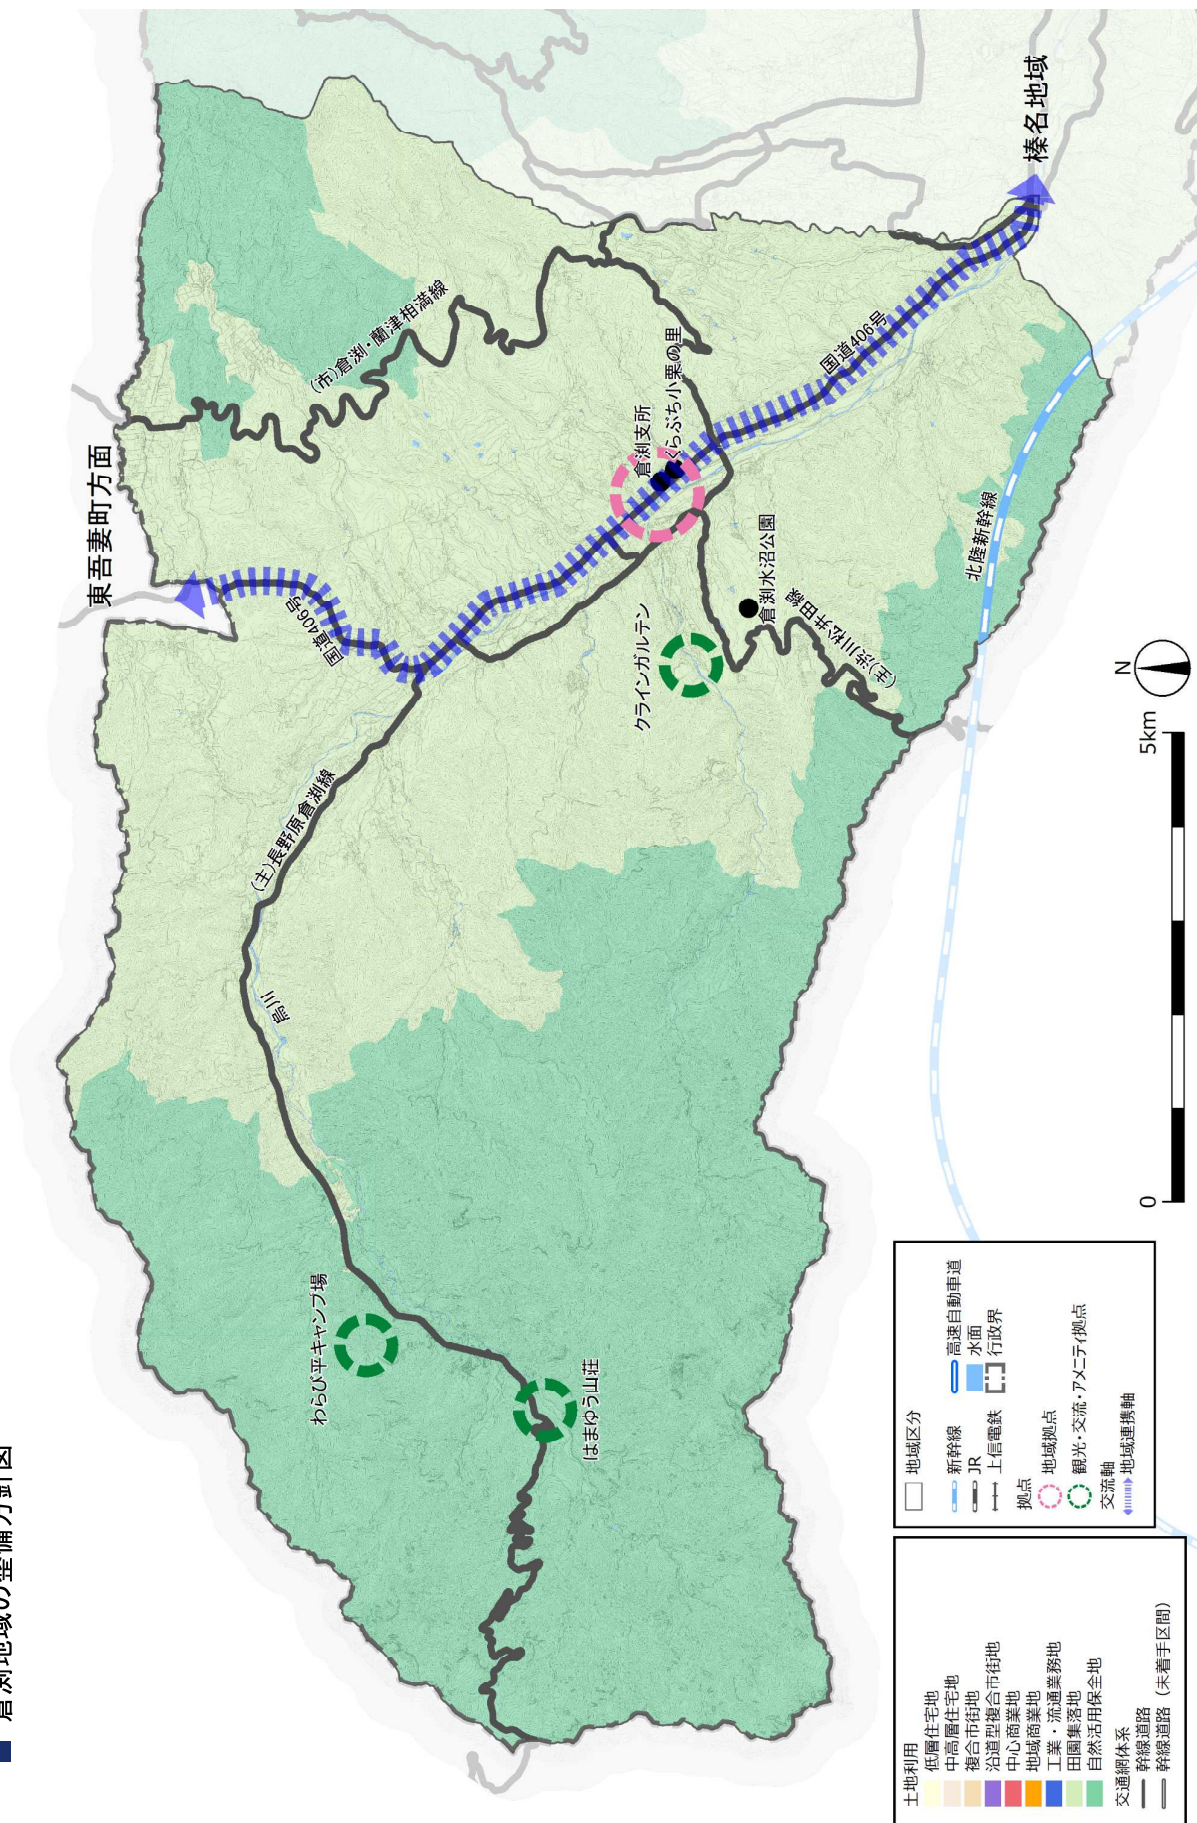 倉渕地域の整備方針図
東吾妻町方面
榛名地域
(市)倉渕・蘭津相満線
国道406号
国道406号
倉渕支所
くらぶち小栗の里
(主)長野原倉渕線
烏川
クラインガルテン
倉渕水沼公園
(主)渋川松井田線
北陸新幹線
わらび平キャンプ場
はまゆう山荘
N
0
5km
土地利用
低層住宅地
中高層住宅地
複合市街地
沿道型複合市街地
中心商業地
地域商業地
工業・流通業務地
田園集落地
自然活用保全地
交通網体系
幹線道路
幹線道路（未着手区間）
地域区分
新幹線
JR
上信電鉄
高速自動車道
水面
行政界
拠点
地域拠点
観光・交流・アメニティ拠点
交流軸
地域連携軸